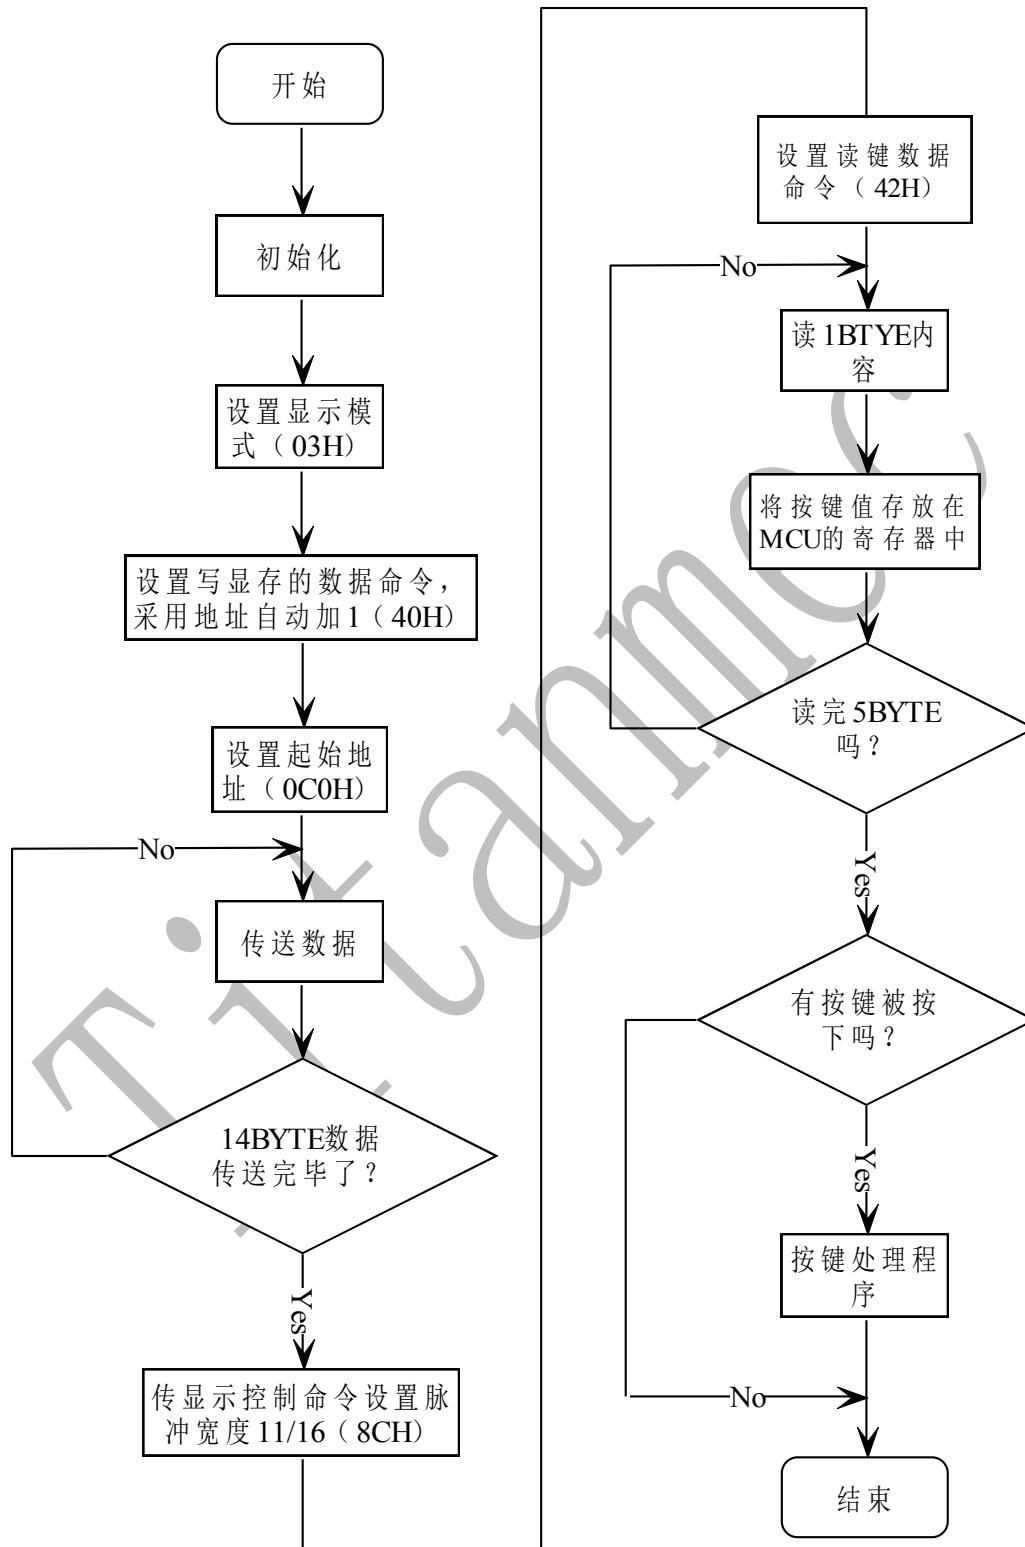 开始
初始化
设置显示模
式（03H）
设置写显存的数据命令，
采用地址自动加1（40H）
设置起始地
址（0C0H）
No
传送数据
14BYTE数据
传送完毕了？
Yes
传显示控制命令设置脉
冲宽度11/16（8CH）
设置读键数据
命令（42H）
No
读1BTYE内
容
将按键值存放在
MCU的寄存器中
读完5BYTE
吗？
Yes
有按键被按
下吗？
Yes
按键处理程
序
No
结束
Titanmec